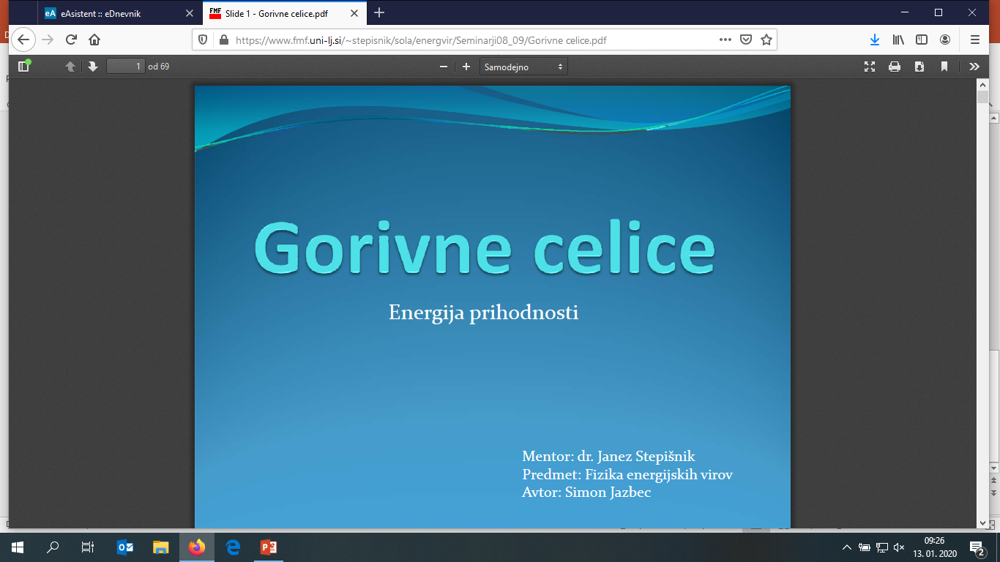 eA eAsistent :: eDnevnik
FMF Slide 1 - Gorivne celice.pdf
https://www.fmf.uni-lj.si/~stepisnik/sola/energvir/Seminarji08_09/Gorivne celice.pdf
1 od 69
Samodejno
Gorivne celice
Energija prihodnosti
Mentor: dr. Janez Stepišnik
Predmet: Fizika energijskih virov
Avtor: Simon Jazbec
09:26
13. 01. 2020
2